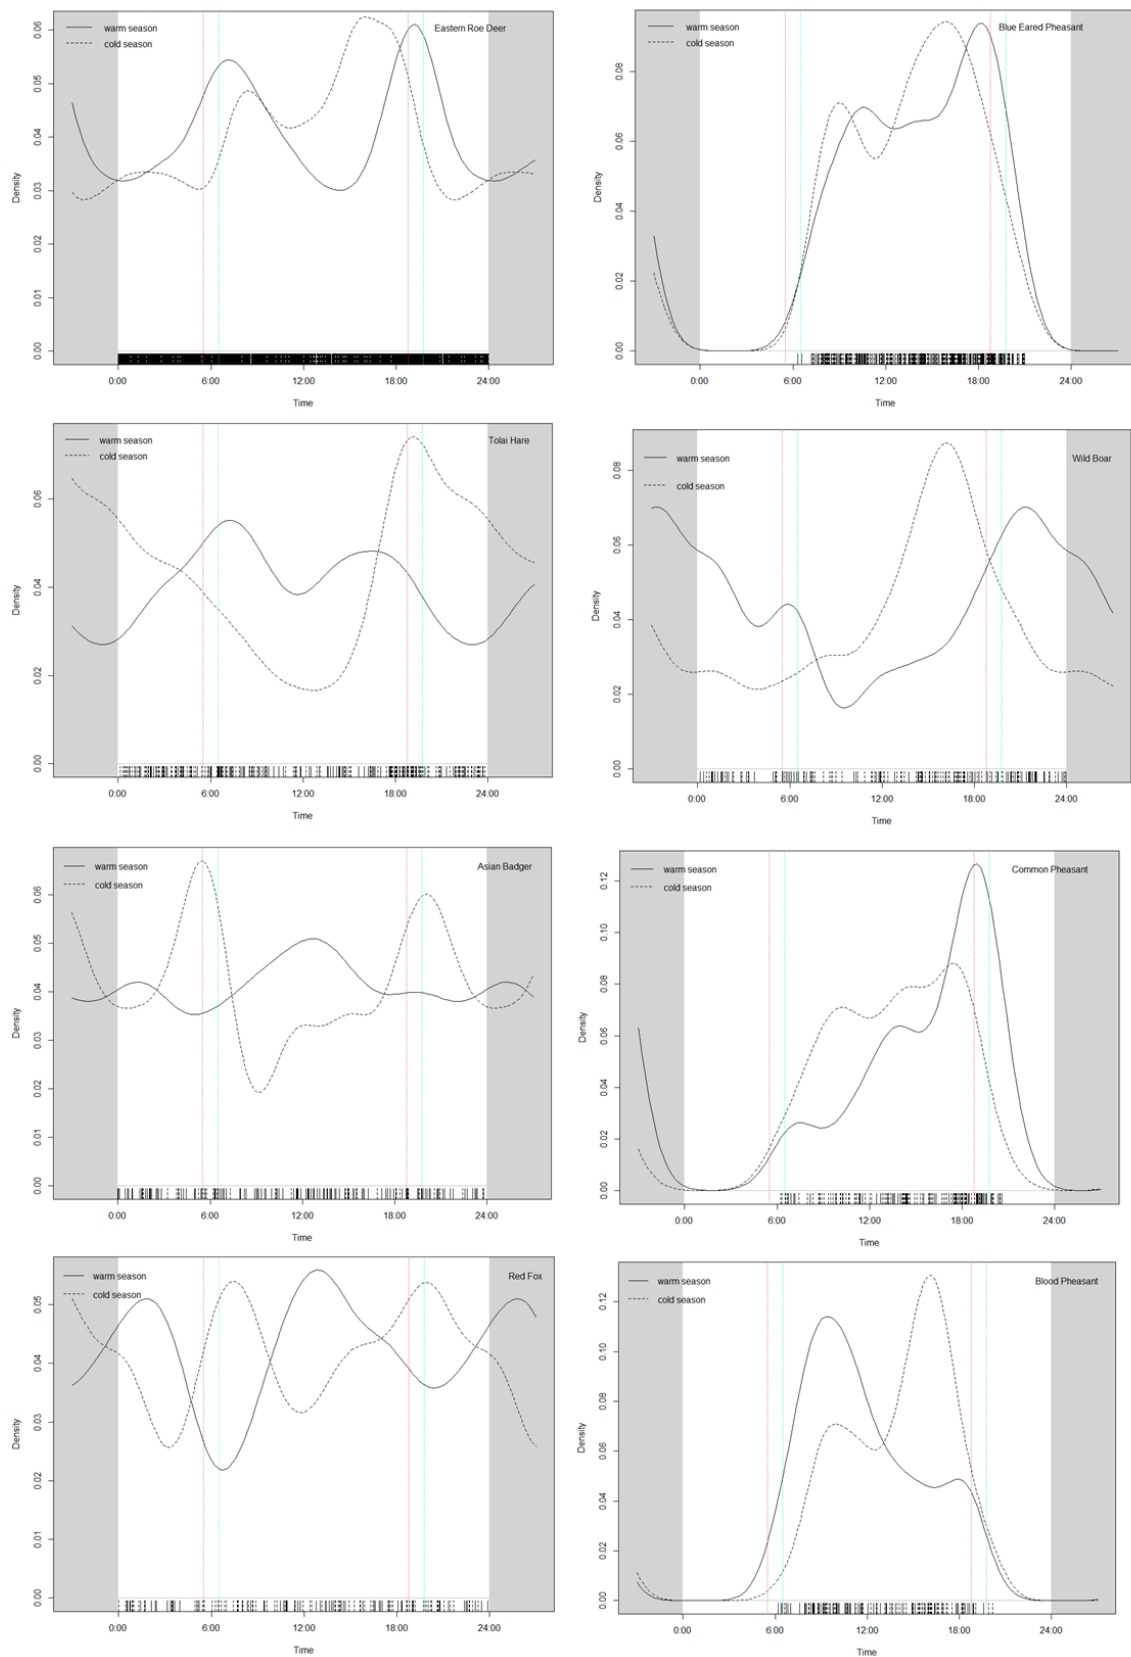 warm season
cold season
Eastern Roe Deer
0.00 0.01 0.02 0.03 0.04 0.05 0.06
Density
0:00 6:00 12:00 18:00 24:00
Time
warm season
cold season
Blue Eared Pheasant
0.00 0.02 0.04 0.06 0.08
Density
0:00 6:00 12:00 18:00 24:00
Time
warm season
cold season
Tolai Hare
0.00 0.02 0.04 0.06
Density
0:00 6:00 12:00 18:00 24:00
Time
warm season
cold season
Wild Boar
0.00 0.02 0.04 0.06 0.08
Density
0:00 6:00 12:00 18:00 24:00
Time
warm season
cold season
Asian Badger
0.00 0.01 0.02 0.03 0.04 0.05 0.06
Density
0:00 6:00 12:00 18:00 24:00
Time
warm season
cold season
Common Pheasant
0.00 0.02 0.04 0.06 0.08 0.10 0.12
Density
0:00 6:00 12:00 18:00 24:00
Time
warm season
cold season
Red Fox
0.00 0.01 0.02 0.03 0.04 0.05
Density
0:00 6:00 12:00 18:00 24:00
Time
warm season
cold season
Blood Pheasant
0.00 0.02 0.04 0.06 0.08 0.10 0.12
Density
0:00 6:00 12:00 18:00 24:00
Time